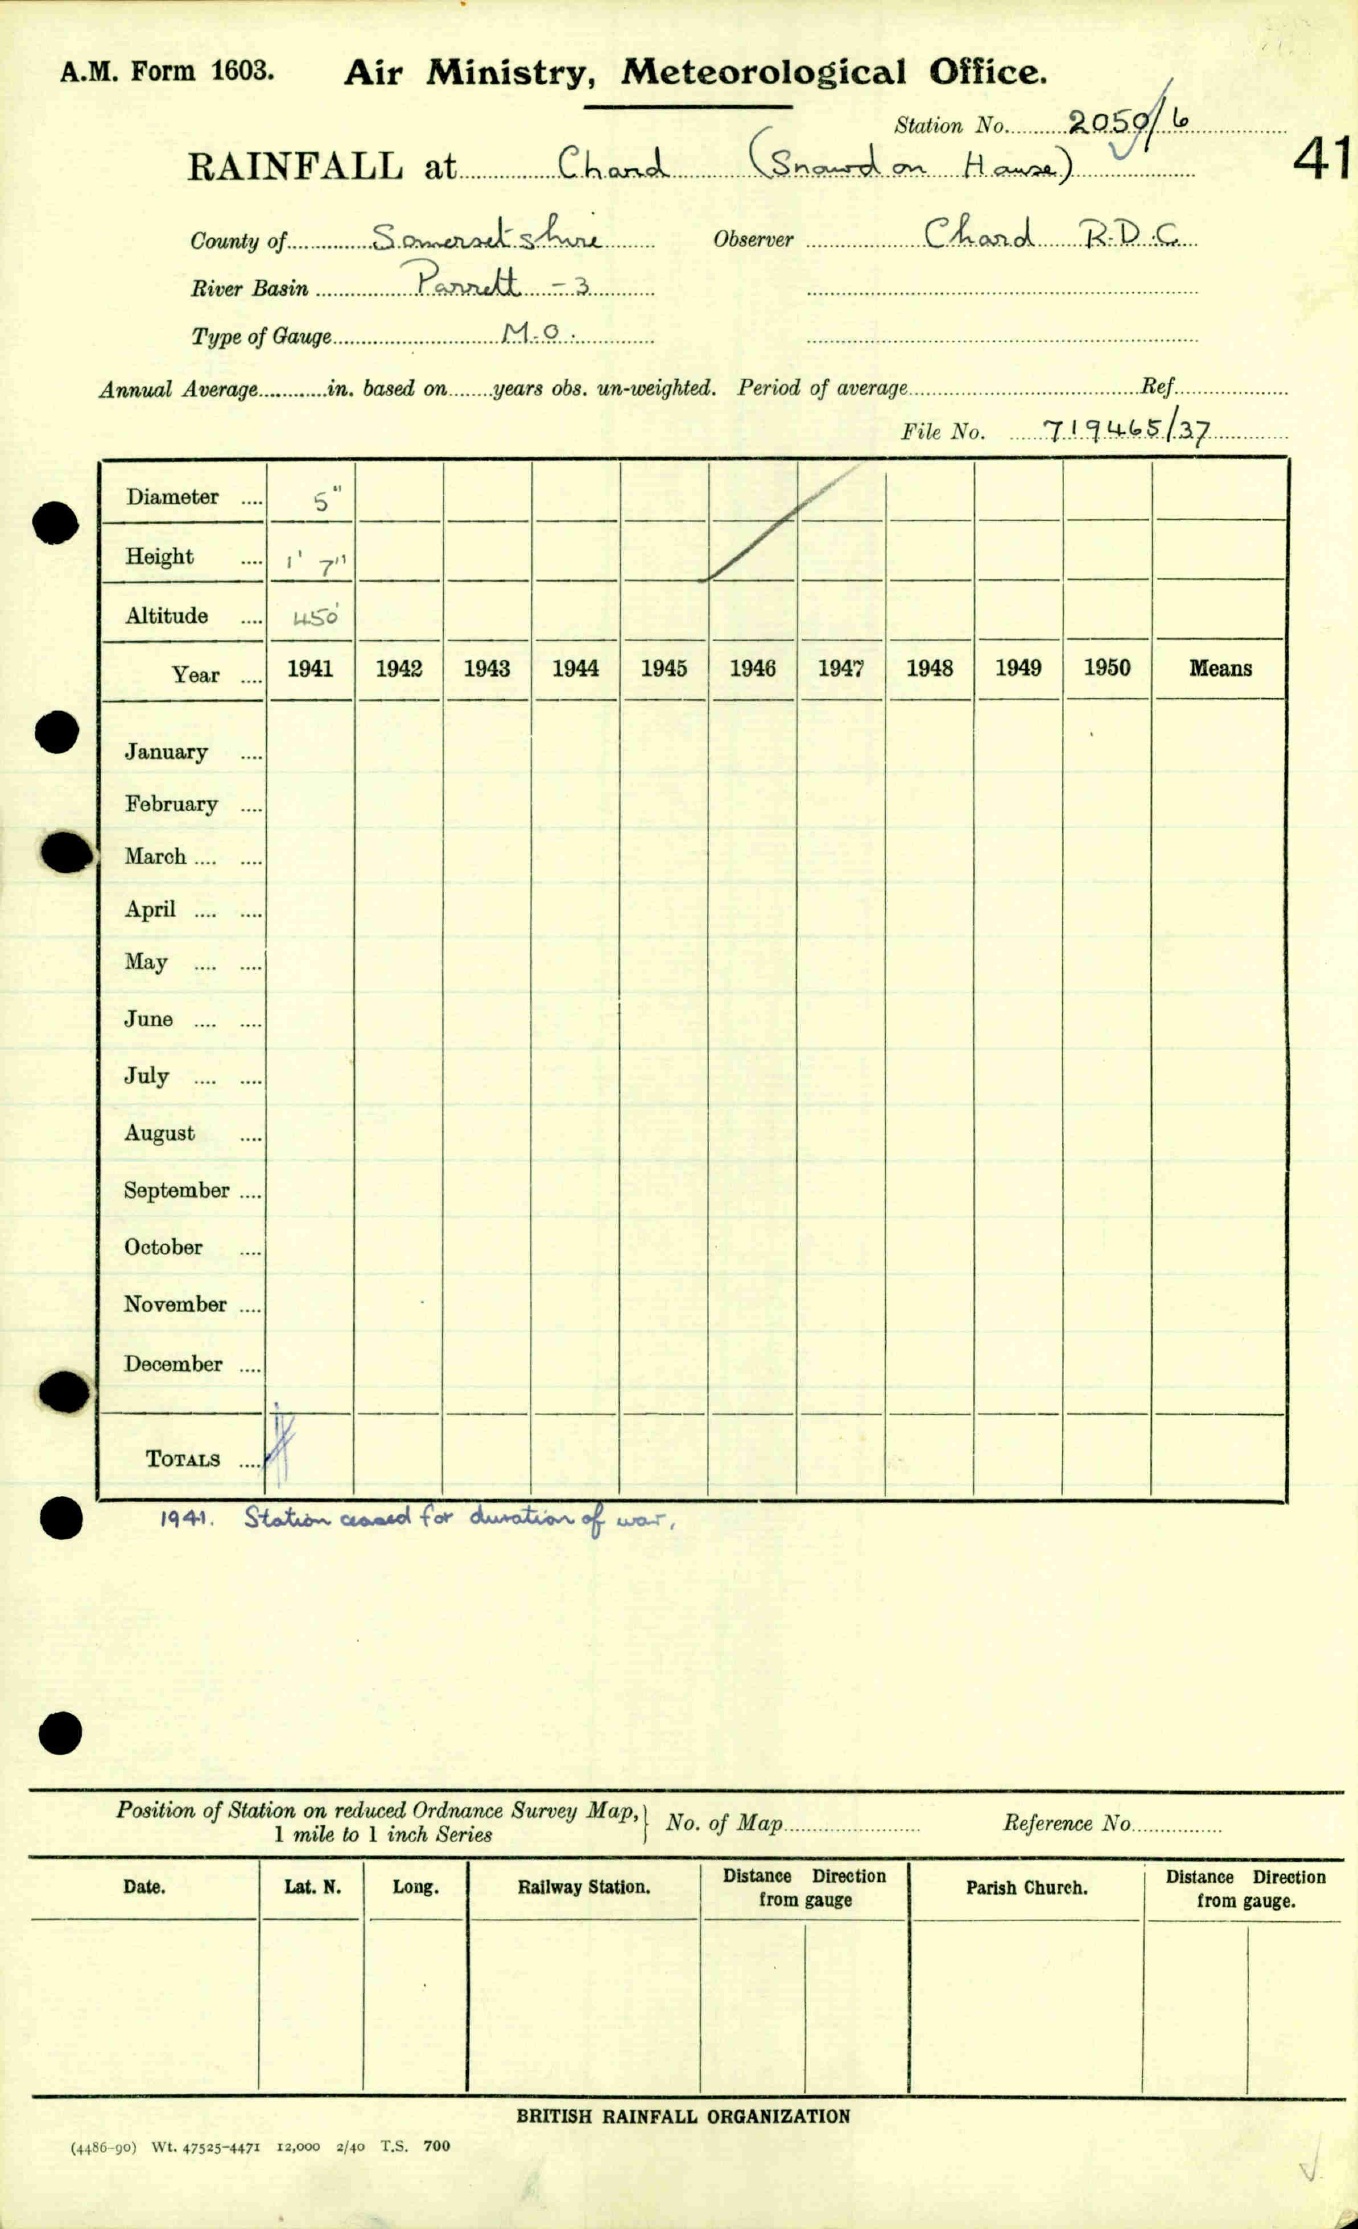 A.M. Form 1603. Air Ministry, Meteorological Office.
Station No. 2050/6
41
RAINFALL at Chard (Snowdon House)
County of Somersetshire Observer Chard R.D.C.
River Basin Parrett - 3
Type of Gauge M.O.
Annual Average in. based on years obs. un-weighted. Period of average Ref.
File No. 719465/37
Diameter 5"
Height 1' 7"
Altitude 450'
Year 1941 1942 1943 1944 1945 1946 1947 1948 1949 1950 Means
January
February
March
April
May
June
July
August
September
October
November
December
TOTALS
1941. Station ceased for duration of war.
Position of Station on reduced Ordnance Survey Map, 1 mile to 1 inch Series } No. of Map Reference No.
Date. Lat. N. Long. Railway Station. Distance Direction from gauge Parish Church. Distance Direction from gauge.
BRITISH RAINFALL ORGANIZATION
(4486-90) Wt. 47525-4471 12,000 2/40 T.S. 700